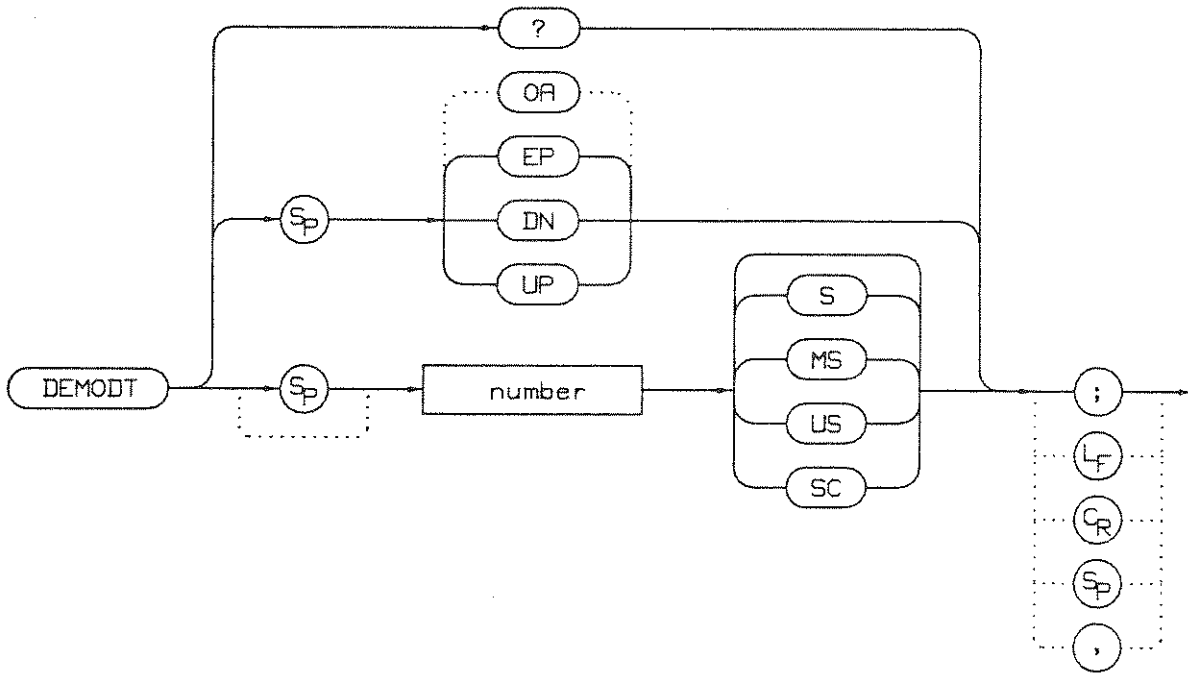 ?
OA
EP
SP
DN
UP
S
MS
DEMODT
SP
number
;
US
LF
SC
CR
SP
,